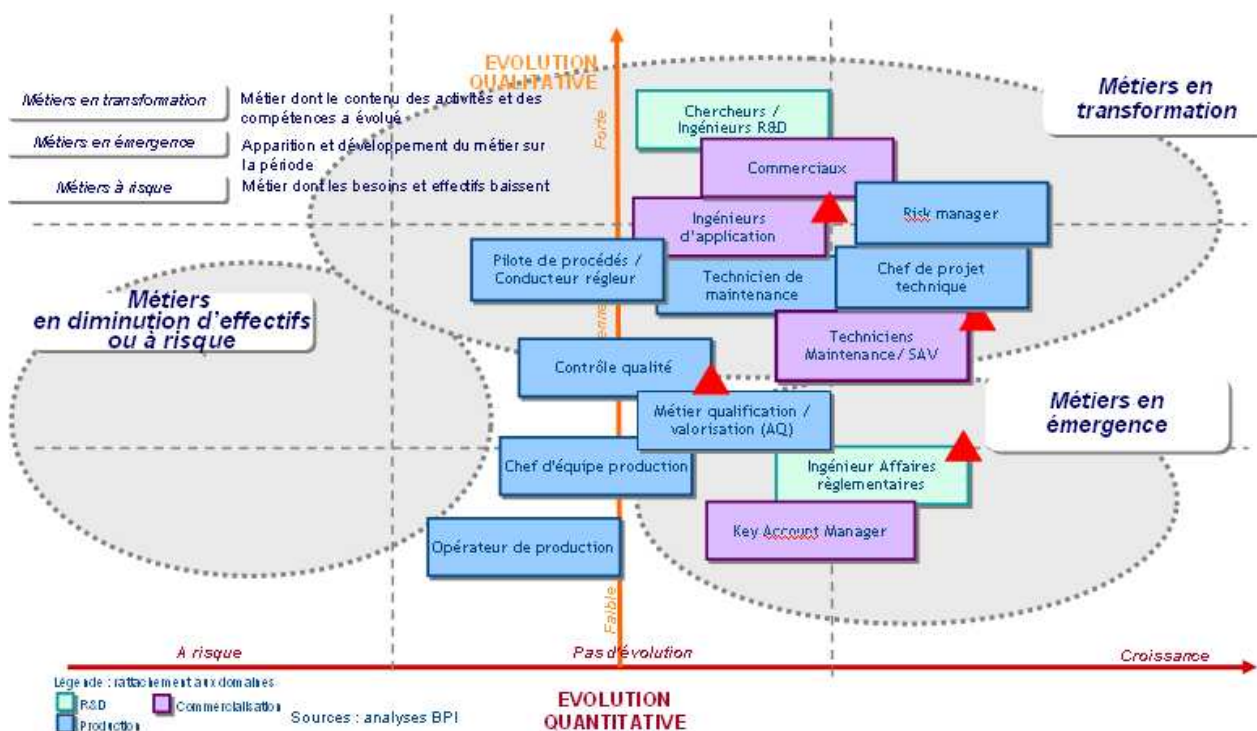 EVOLUTION
QUALITATIVE
Métiers en transformation
Métier dont le contenu des activités et des
compétences a évolué
Métiers en émergence
Apparition et développement du métier sur
la période
Métiers à risque
Métier dont les besoins et effectifs baissent
Forte
Métiers en
transformation
Chercheurs /
Ingénieurs R&D
Commerciaux
Risk manager
Ingénieurs
d'application
Pilote de procédés /
Conducteur régleur
Technicien de
maintenance
Chef de projet
technique
Métiers
en diminution d'effectifs
ou à risque
Techniciens
Maintenance/ SAV
Contrôle qualité
Métiers en
émergence
Métier qualification /
valorisation (AQ)
Chef d'équipe production
Ingénieur Affaires
règlementaires
Key Account Manager
Opérateur de production
Faible
A risque
Pas d'évolution
Croissance
Légende : rattachement aux domaines
R&D
Commercialisation
Production
Sources : analyses BPI
EVOLUTION
QUANTITATIVE